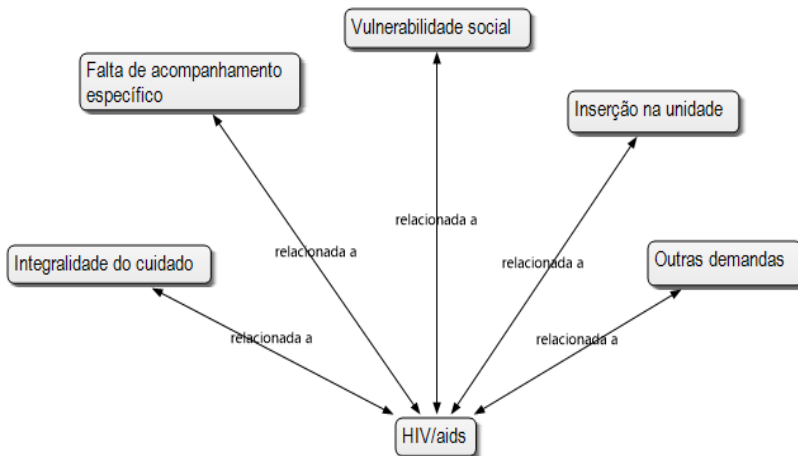 Vulnerabilidade social
Falta de acompanhamento
específico
Inserção na unidade
relacionada a
relacionada a
relacionada a
Integralidade do cuidado
Outras demandas
relacionada a
relacionada a
HIV/aids